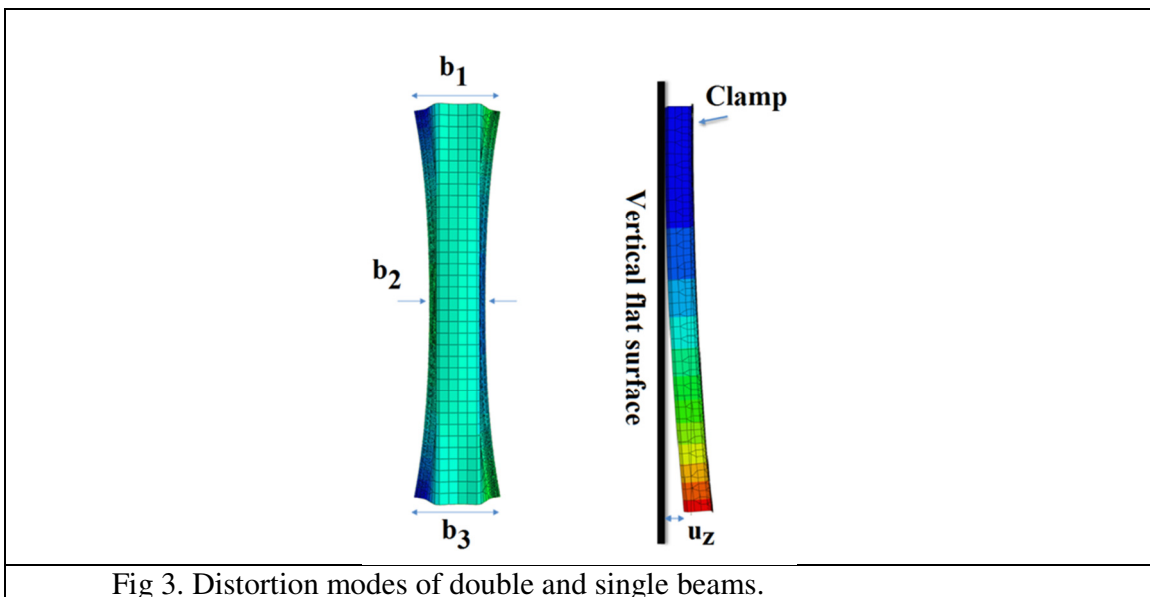 b1
Clamp
b2
Vertical flat surface
b3
uz
Fig 3. Distortion modes of double and single beams.